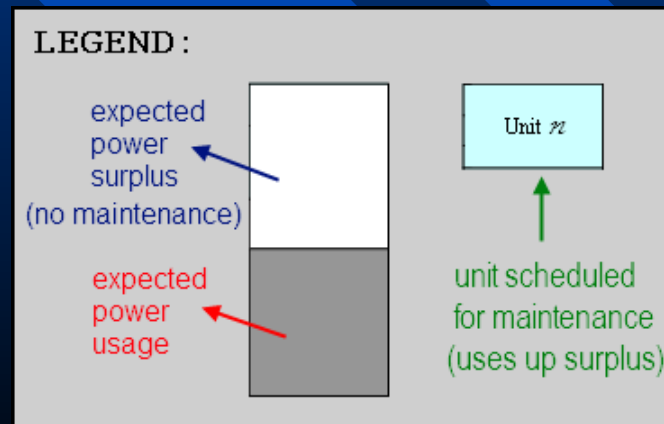 LEGEND :
expected
power
surplus
(no maintenance)
Unit n
expected
power
usage
unit scheduled
for maintenance
(uses up surplus)